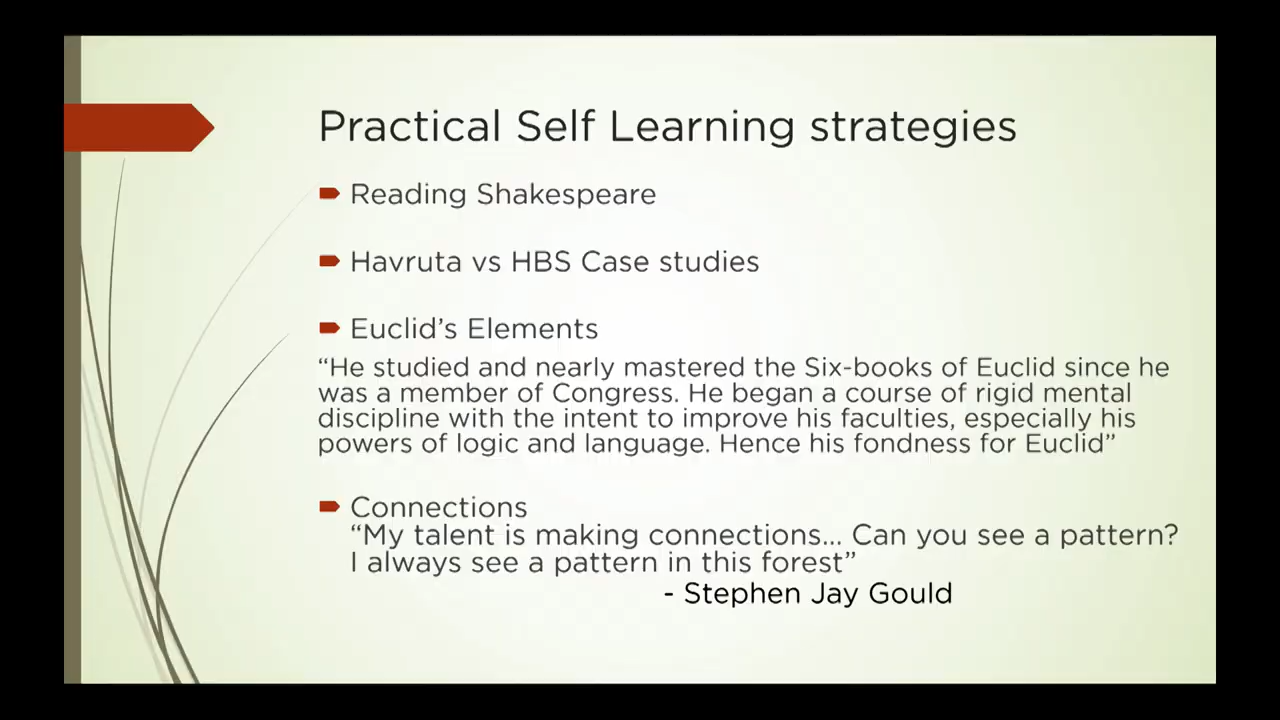 Practical Self Learning strategies
Reading Shakespeare
Havruta vs HBS Case studies
Euclid’s Elements
“He studied and nearly mastered the Six-books of Euclid since he
was a member of Congress. He began a course of rigid mental
discipline with the intent to improve his faculties, especially his
powers of logic and language. Hence his fondness for Euclid”
Connections
“My talent is making connections... Can you see a pattern?
I always see a pattern in this forest”
- Stephen Jay Gould